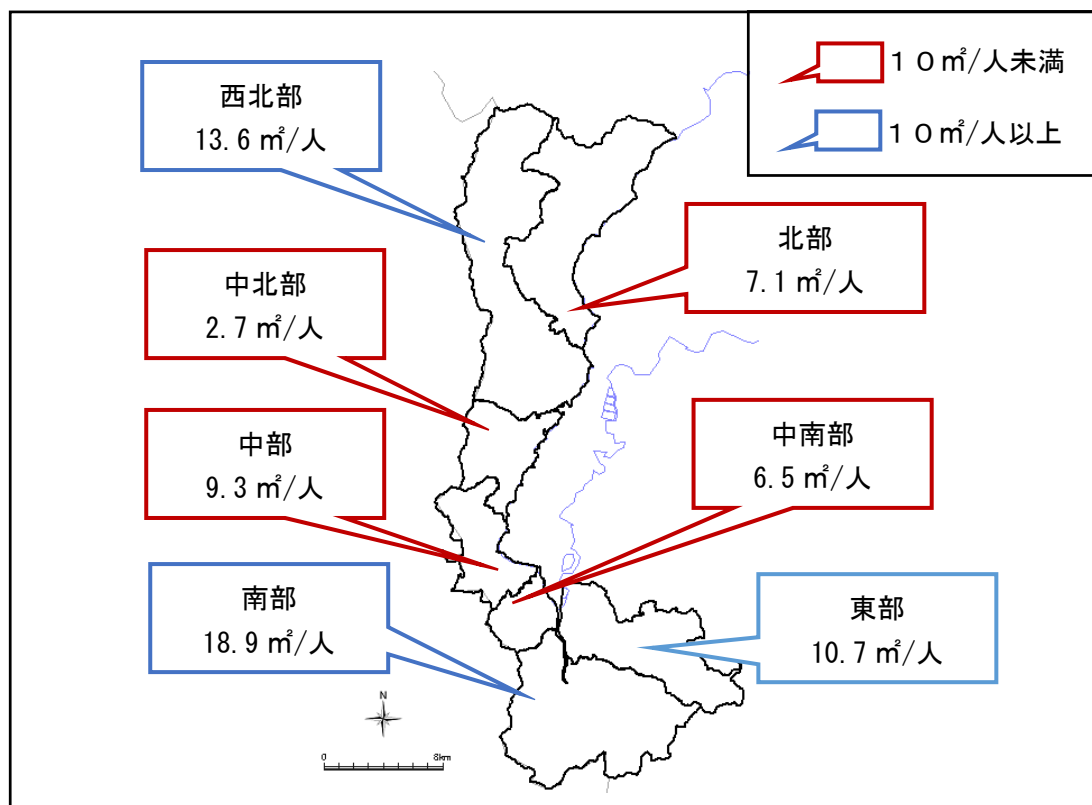 １０㎡/人未満
１０㎡/人以上
西北部
13.6 ㎡/人
北部
7.1 ㎡/人
中北部
2.7 ㎡/人
中部
9.3 ㎡/人
中南部
6.5 ㎡/人
南部
18.9 ㎡/人
東部
10.7 ㎡/人
N
0 8km